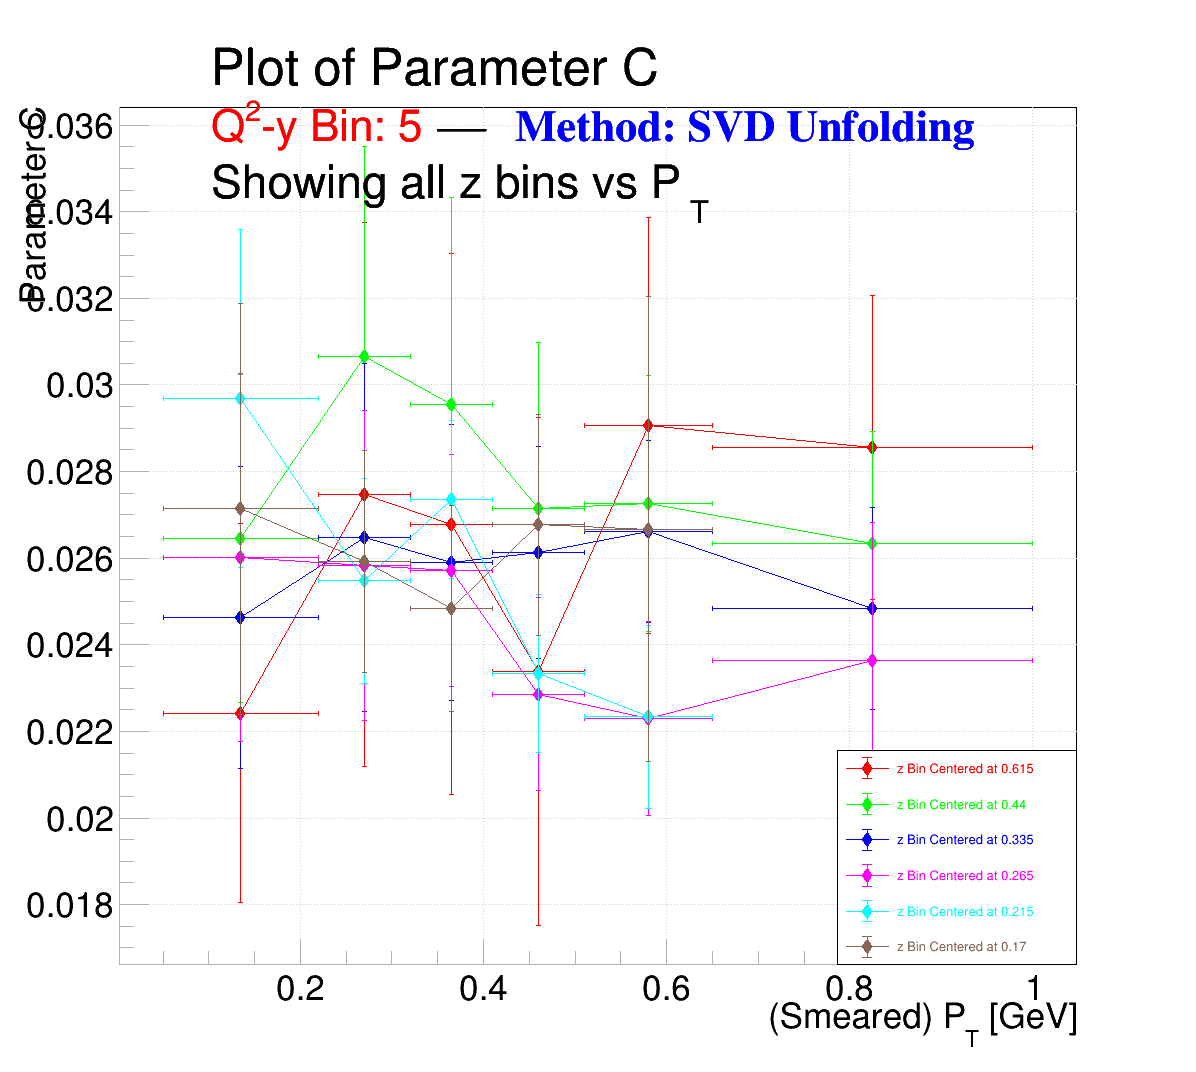 Plot of Parameter C
Q²-y Bin: 5 — Method: SVD Unfolding
Showing all z bins vs P_T
Parameter C
0.036
0.034
0.032
0.03
0.028
0.026
0.024
0.022
0.02
0.018
z Bin Centered at 0.615
z Bin Centered at 0.44
z Bin Centered at 0.335
z Bin Centered at 0.265
z Bin Centered at 0.215
z Bin Centered at 0.17
0.2 0.4 0.6 0.8 1
(Smeared) P_T [GeV]